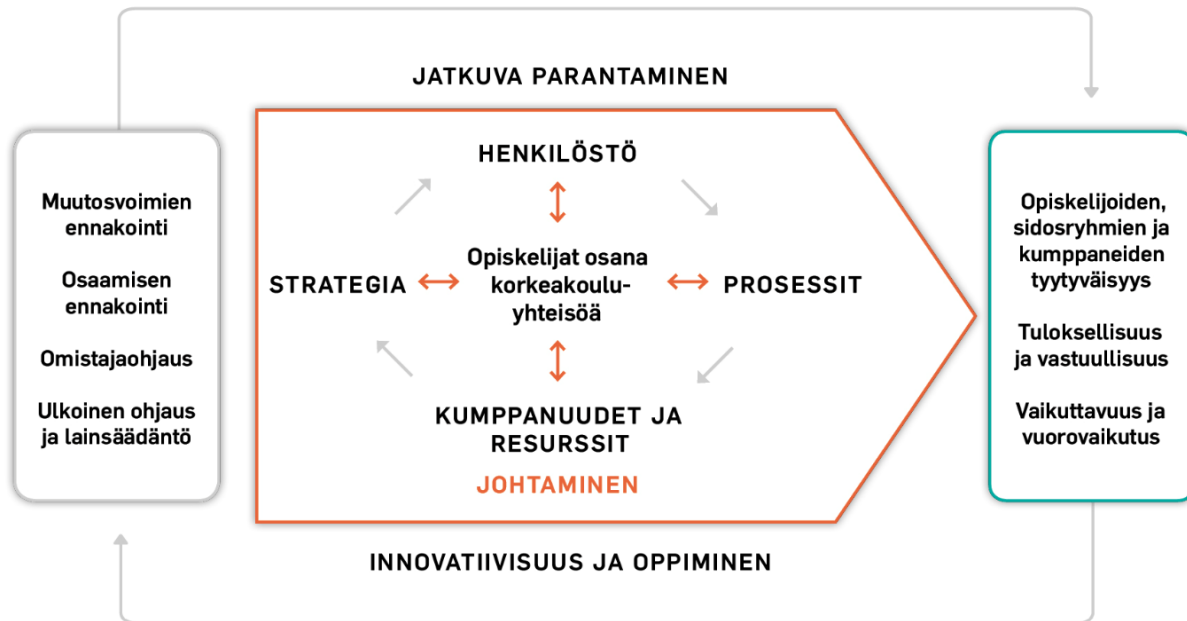 JATKUVA PARANTAMINEN
Muutosvoimien
ennakointi
Osaamisen
ennakointi
Omistajaohjaus
Ulkoinen ohjaus
ja lainsäädäntö
HENKILÖSTÖ
STRATEGIA
Opiskelijat osana
korkeakoulu-
yhteisöä
PROSESSIT
KUMPPANUUDET JA
RESURSSIT
JOHTAMINEN
Opiskelijoiden,
sidosryhmien ja
kumppaneiden
tyytyväisyys
Tuloksellisuus
ja vastuullisuus
Vaikuttavuus ja
vuorovaikutus
INNOVATIIVISUUS JA OPPIMINEN